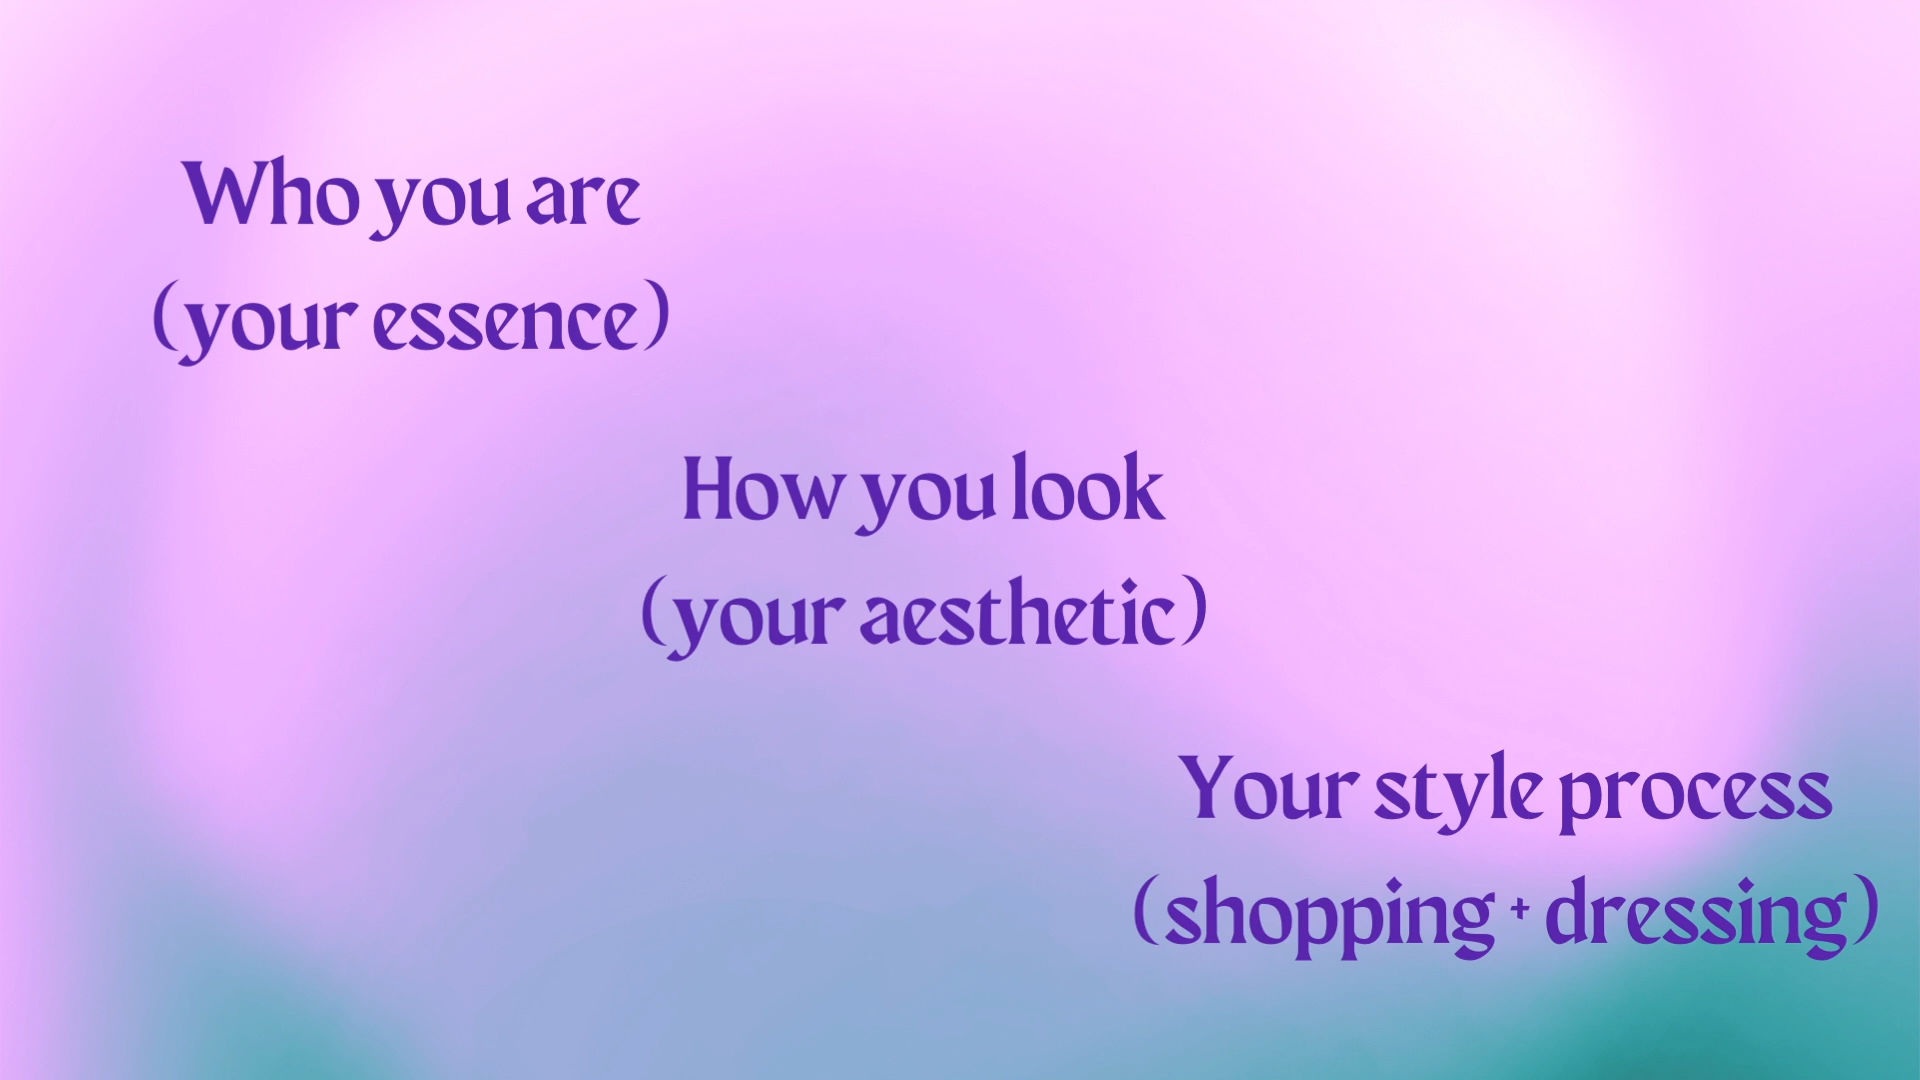 Who you are
(your essence)
How you look
(your aesthetic)
Your style process
(shopping + dressing)